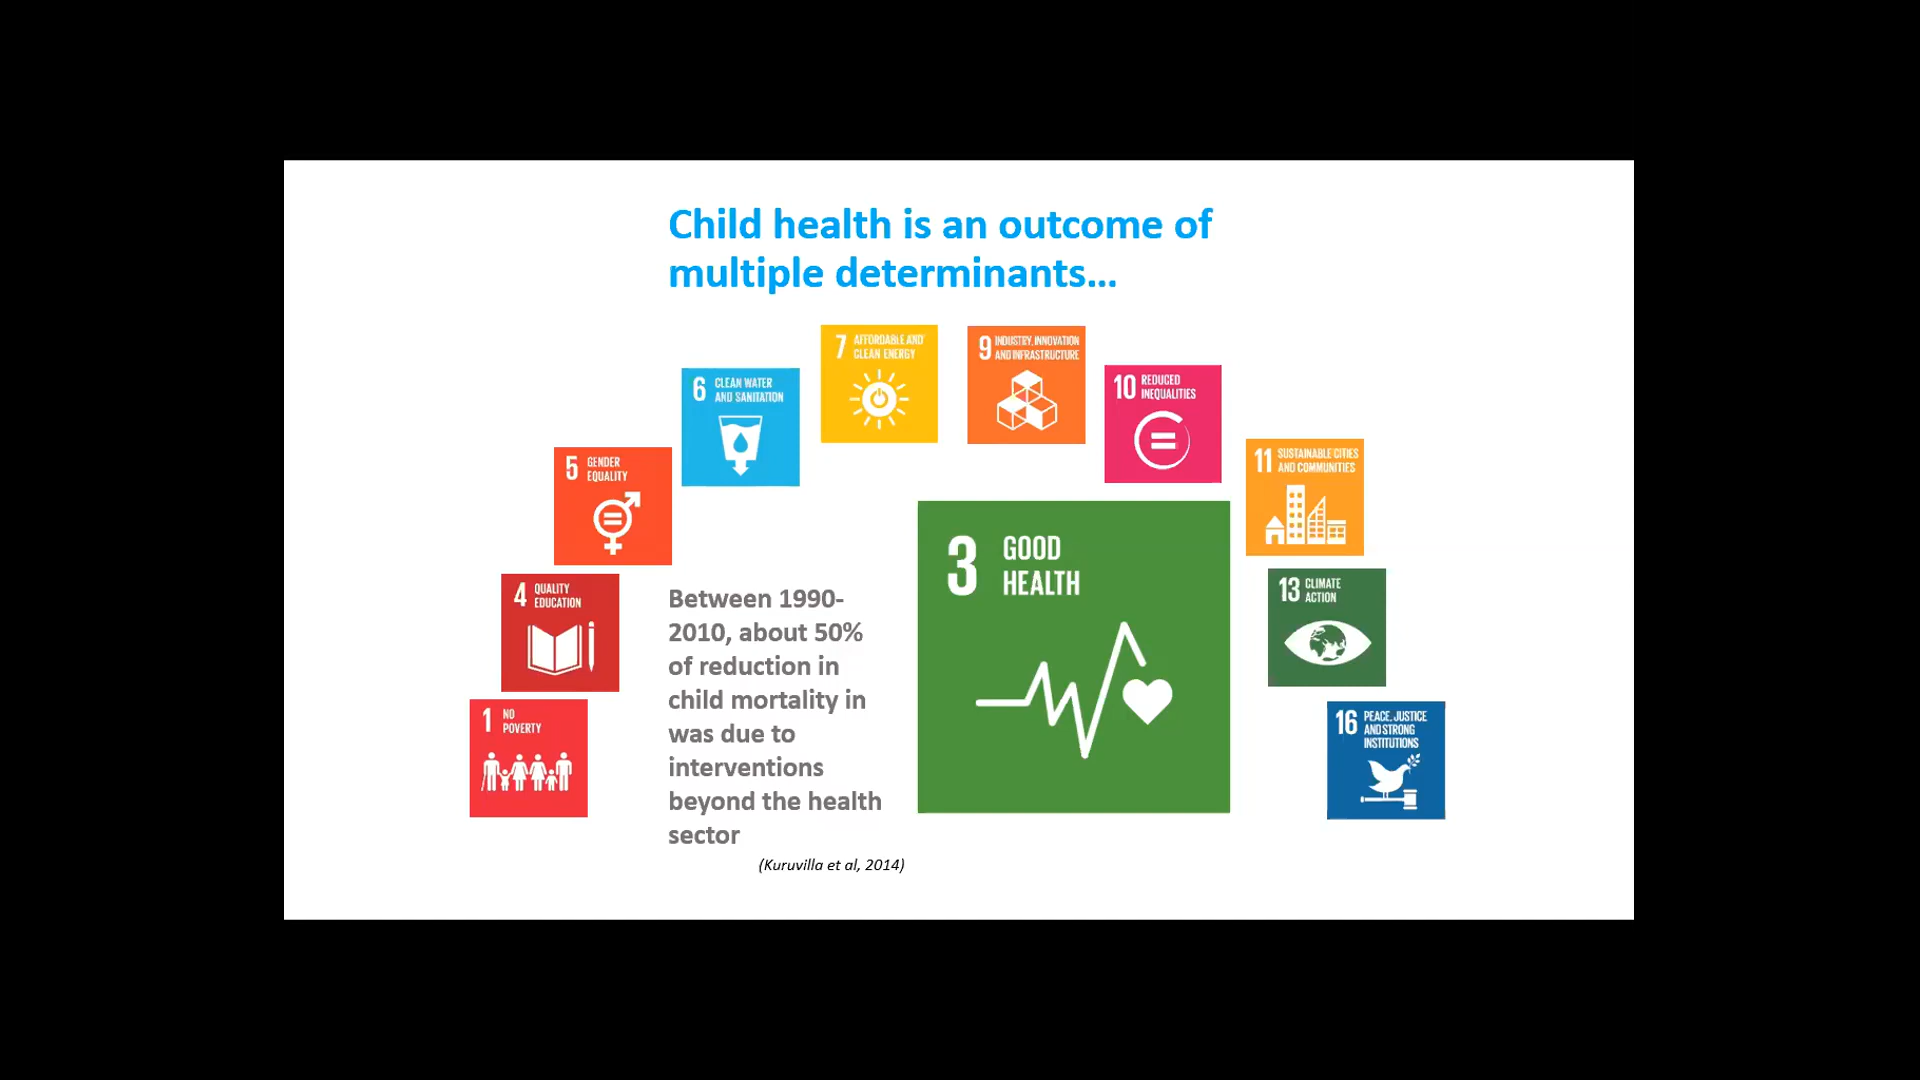 Child health is an outcome of
multiple determinants...
7 AFFORDABLE AND
CLEAN ENERGY
9 INDUSTRY, INNOVATION
AND INFRASTRUCTURE
6 CLEAN WATER
AND SANITATION
10 REDUCED
INEQUALITIES
5 GENDER
EQUALITY
11 SUSTAINABLE CITIES
AND COMMUNITIES
3 GOOD
HEALTH
4 QUALITY
EDUCATION
13 CLIMATE
ACTION
1 NO
POVERTY
16 PEACE, JUSTICE
AND STRONG
INSTITUTIONS
Between 1990-
2010, about 50%
of reduction in
child mortality in
was due to
interventions
beyond the health
sector
(Kuruvilla et al, 2014)